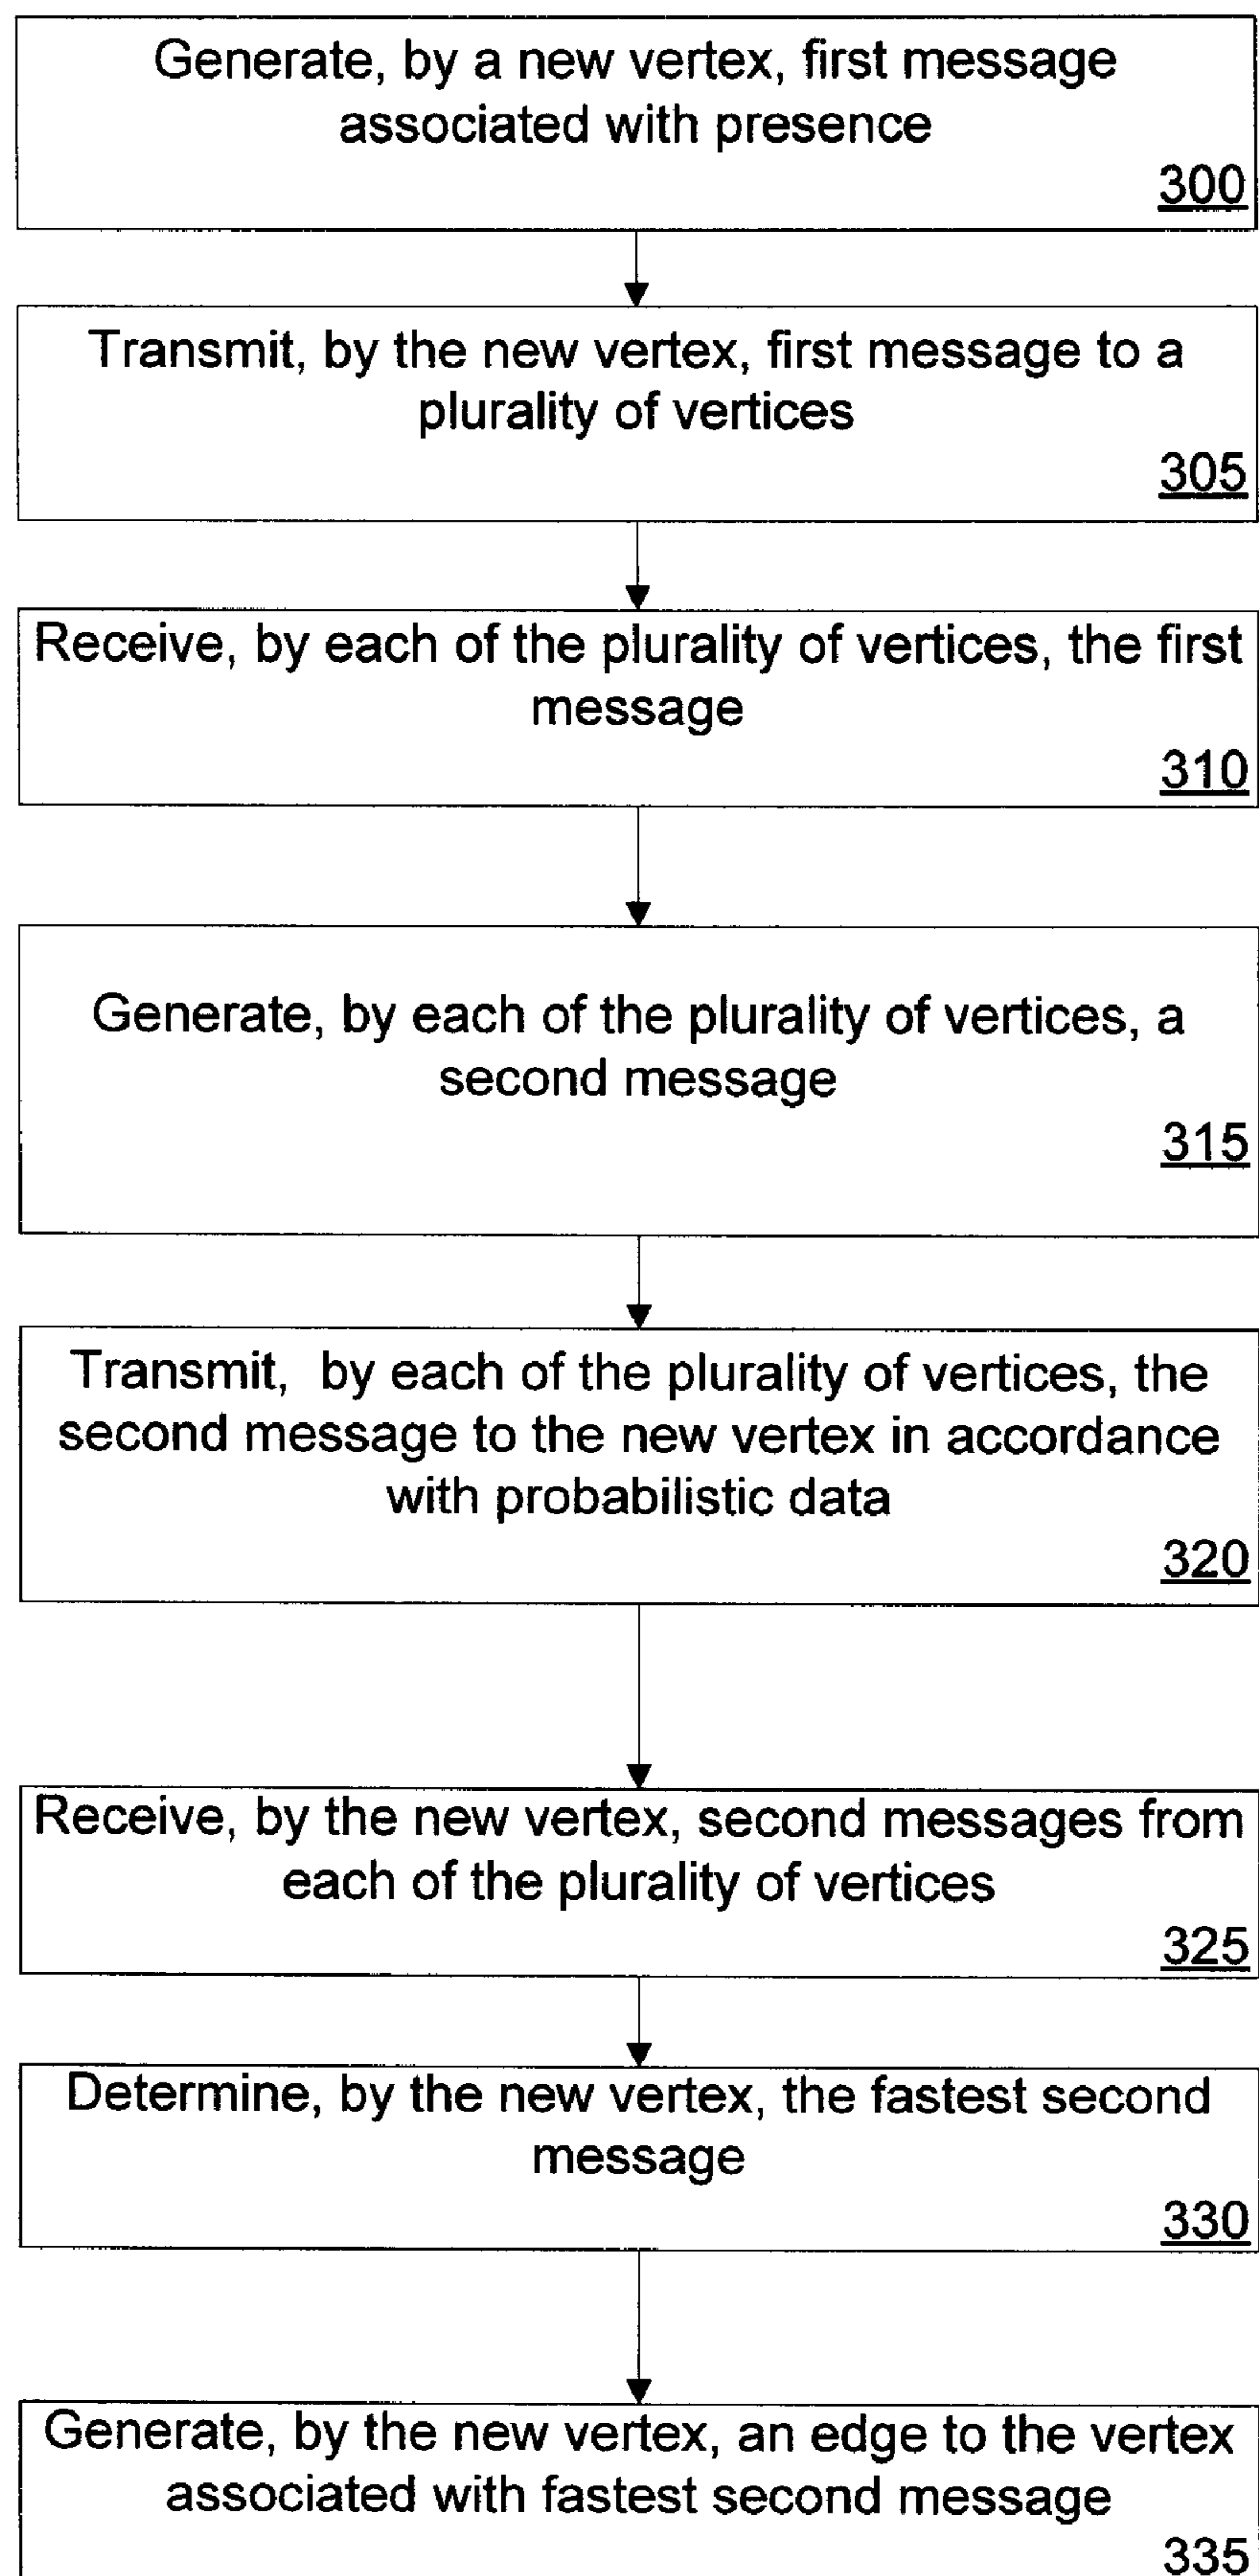 Generate, by a new vertex, first message
associated with presence
300
Transmit, by the new vertex, first message to a
plurality of vertices
305
Receive, by each of the plurality of vertices, the first
message
310
Generate, by each of the plurality of vertices, a
second message
315
Transmit, by each of the plurality of vertices, the
second message to the new vertex in accordance
with probabilistic data
320
Receive, by the new vertex, second messages from
each of the plurality of vertices
325
Determine, by the new vertex, the fastest second
message
330
Generate, by the new vertex, an edge to the vertex
associated with fastest second message
335